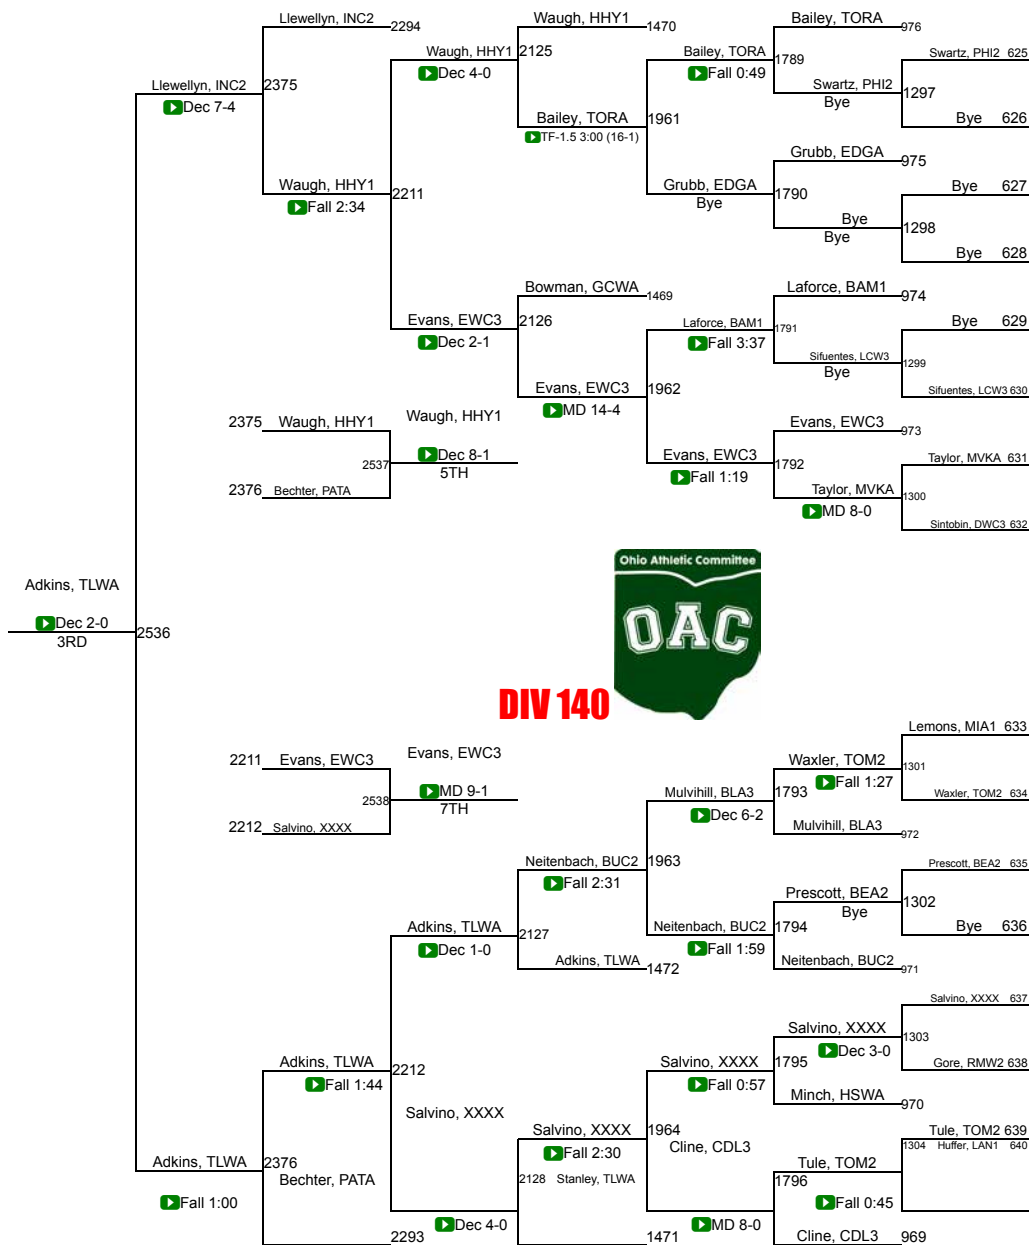 Llewellyn, INC2
2294
Waugh, HHY1
1470
Bailey, TORA
976
Waugh, HHY1
2125
Dec 4-0
Bailey, TORA
1789
Fall 0:49
Swartz, PHI2 625
Llewellyn, INC2
2375
Dec 7-4
Swartz, PHI2
1297
Bye
Bailey, TORA
1961
TF-1.5 3:00 (16-1)
Bye 626
Grubb, EDGA
975
Waugh, HHY1
2211
Fall 2:34
Grubb, EDGA
1790
Bye
Bye 627
Bye
1298
Bye
Bye 628
Bowman, GCWA
1469
Laforce, BAM1
974
Evans, EWC3
2126
Dec 2-1
Laforce, BAM1
1791
Fall 3:37
Bye 629
Sifuentes, LCW3
1299
Bye
Evans, EWC3
1962
MD 14-4
Sifuentes, LCW3 630
2375 Waugh, HHY1
Waugh, HHY1
Evans, EWC3
973
2537
Dec 8-1
5TH
Evans, EWC3
1792
Fall 1:19
Taylor, MVKA 631
2376 Bechter, PATA
Taylor, MVKA
1300
MD 8-0
Sintobin, DWC3 632
Ohio Athletic Committee
OAC
Adkins, TLWA
Dec 2-0
2536
3RD
DIV 140
Lemons, MIA1 633
2211 Evans, EWC3
Evans, EWC3
Waxler, TOM2
1301
Fall 1:27
2538
MD 9-1
7TH
Mulvihill, BLA3
1793
Dec 6-2
Waxler, TOM2 634
2212 Salvino, XXXX
Mulvihill, BLA3
972
Neitenbach, BUC2
1963
Fall 2:31
Prescott, BEA2 635
Prescott, BEA2
1302
Bye
Adkins, TLWA
2127
Dec 1-0
Neitenbach, BUC2
1794
Fall 1:59
Bye 636
Adkins, TLWA
1472
Neitenbach, BUC2
971
Salvino, XXXX 637
Salvino, XXXX
1303
Dec 3-0
Adkins, TLWA
2212
Fall 1:44
Salvino, XXXX
1795
Fall 0:57
Gore, RMW2 638
Minch, HSWA
970
Salvino, XXXX
Salvino, XXXX
1964
Fall 2:30
Cline, CDL3
Tule, TOM2 639
1304 Huffer, LAN1 640
Adkins, TLWA
2376
Fall 1:00
Bechter, PATA
2128 Stanley, TLWA
Tule, TOM2
1796
Fall 0:45
Dec 4-0
MD 8-0
2293
1471
Cline, CDL3
969